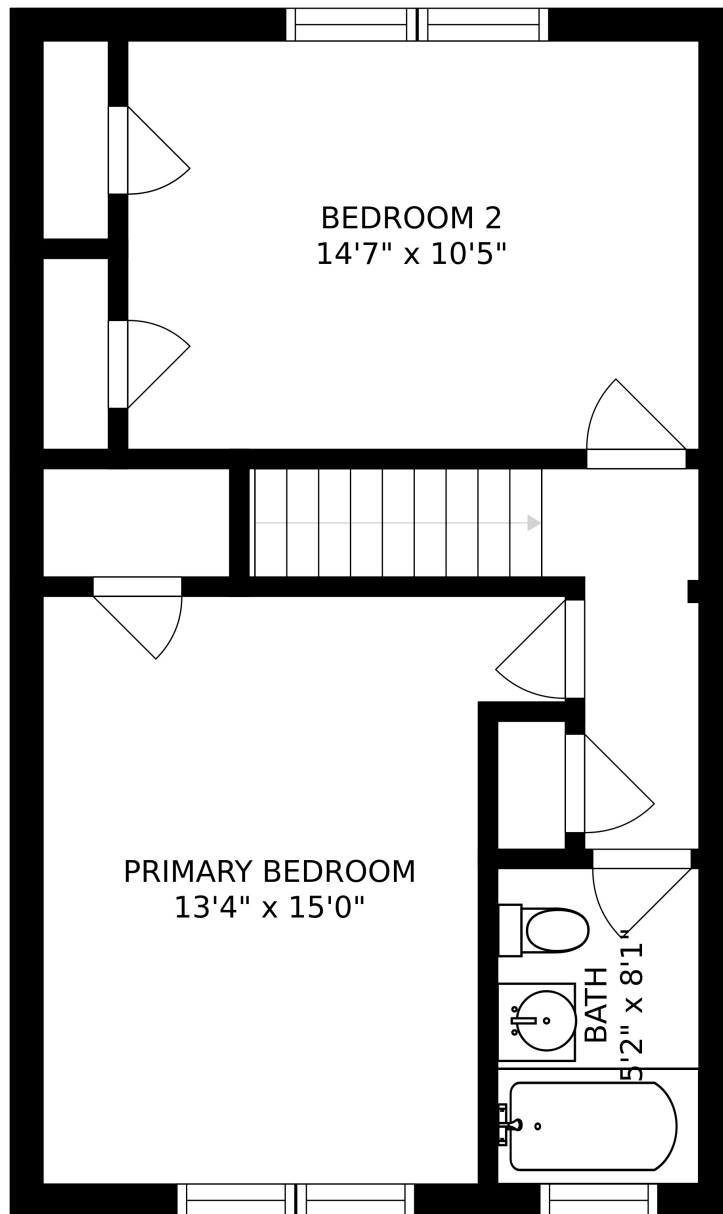 BEDROOM 2
14'7" x 10'5"
PRIMARY BEDROOM
13'4" x 15'0"
BATH
5'2" x 8'1"